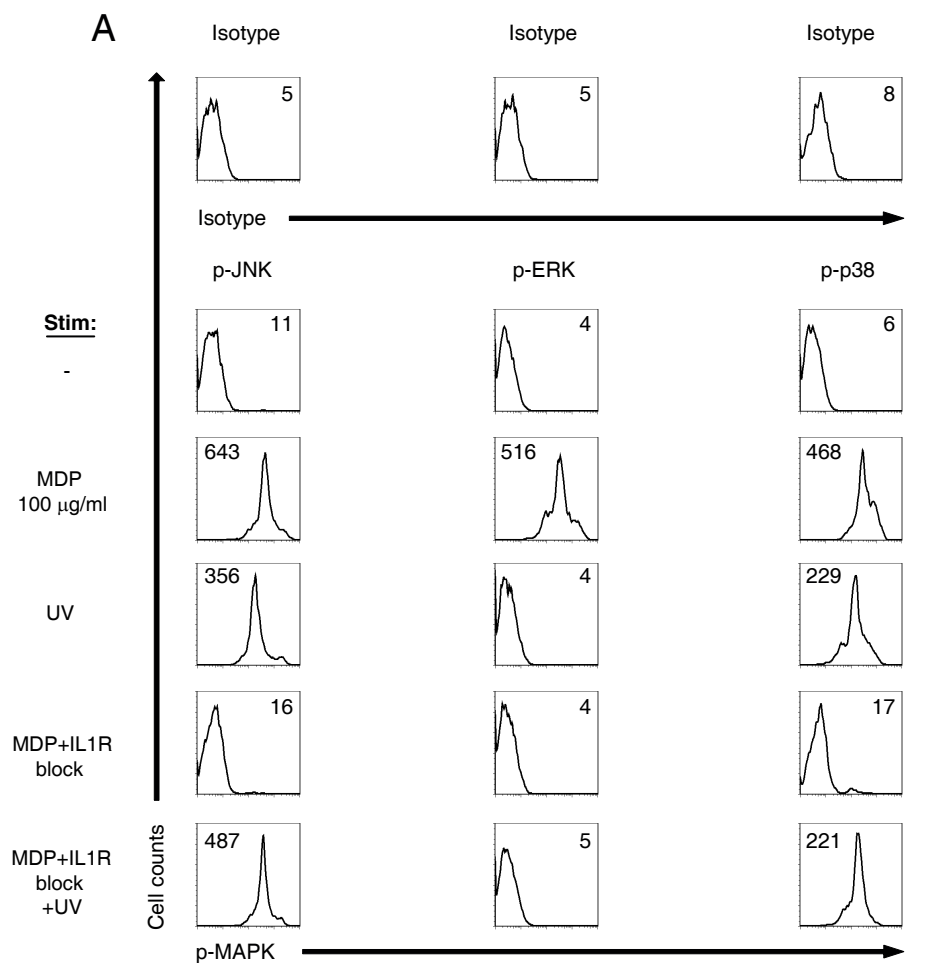 A
Isotype Isotype Isotype
5 5 8
Isotype
p-JNK p-ERK p-p38
Stim:
-
11 4 6
MDP
100 μg/ml
643 516 468
UV
356 4 229
MDP+IL1R
block
16 4 17
MDP+IL1R
block
+UV
487 5 221
Cell counts
p-MAPK